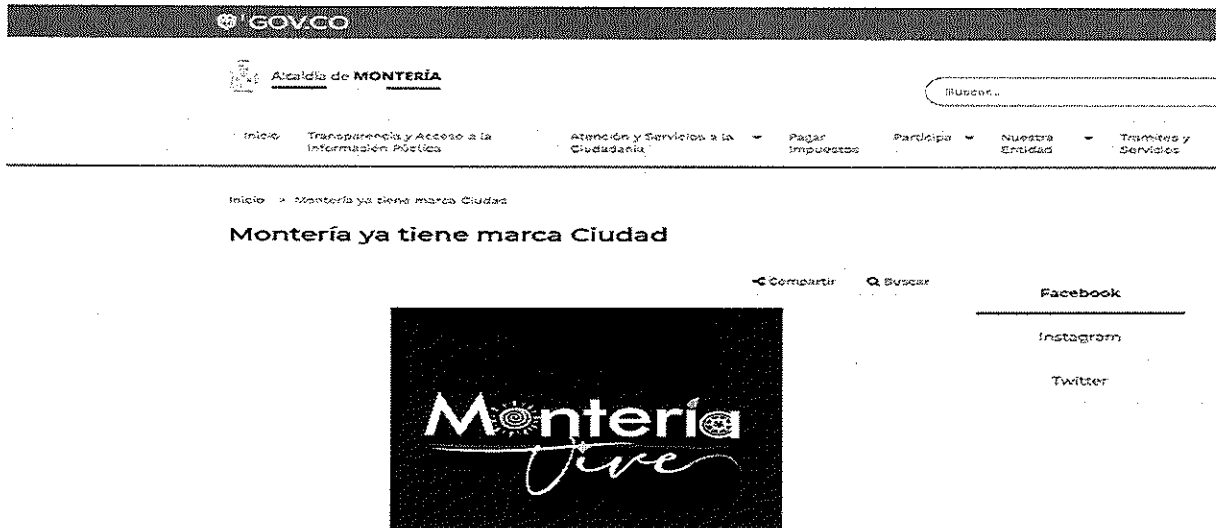 GOV.CO
Alcaldía de MONTERÍA
Buscar...
Inicio
Transparencia y Acceso a la
Información Pública
Atención y Servicios a la
Ciudadanía
Pagar
Impuestos
Participa
Nuestra
Entidad
Tramites y
Servicios
Inicio > Montería ya tiene marca Ciudad
Montería ya tiene marca Ciudad
Compartir
Buscar
Facebook
Instagram
Twitter
Montería
Vive